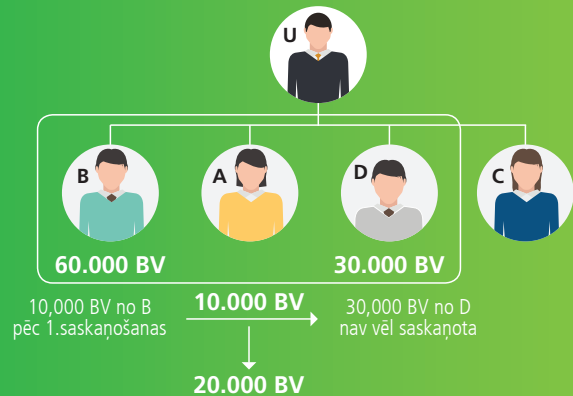 U
B
A
D
C
60.000 BV
30.000 BV
10,000 BV no B
pēc 1.saskaņošanas
10.000 BV
30,000 BV no D
nav vēl saskaņota
20.000 BV